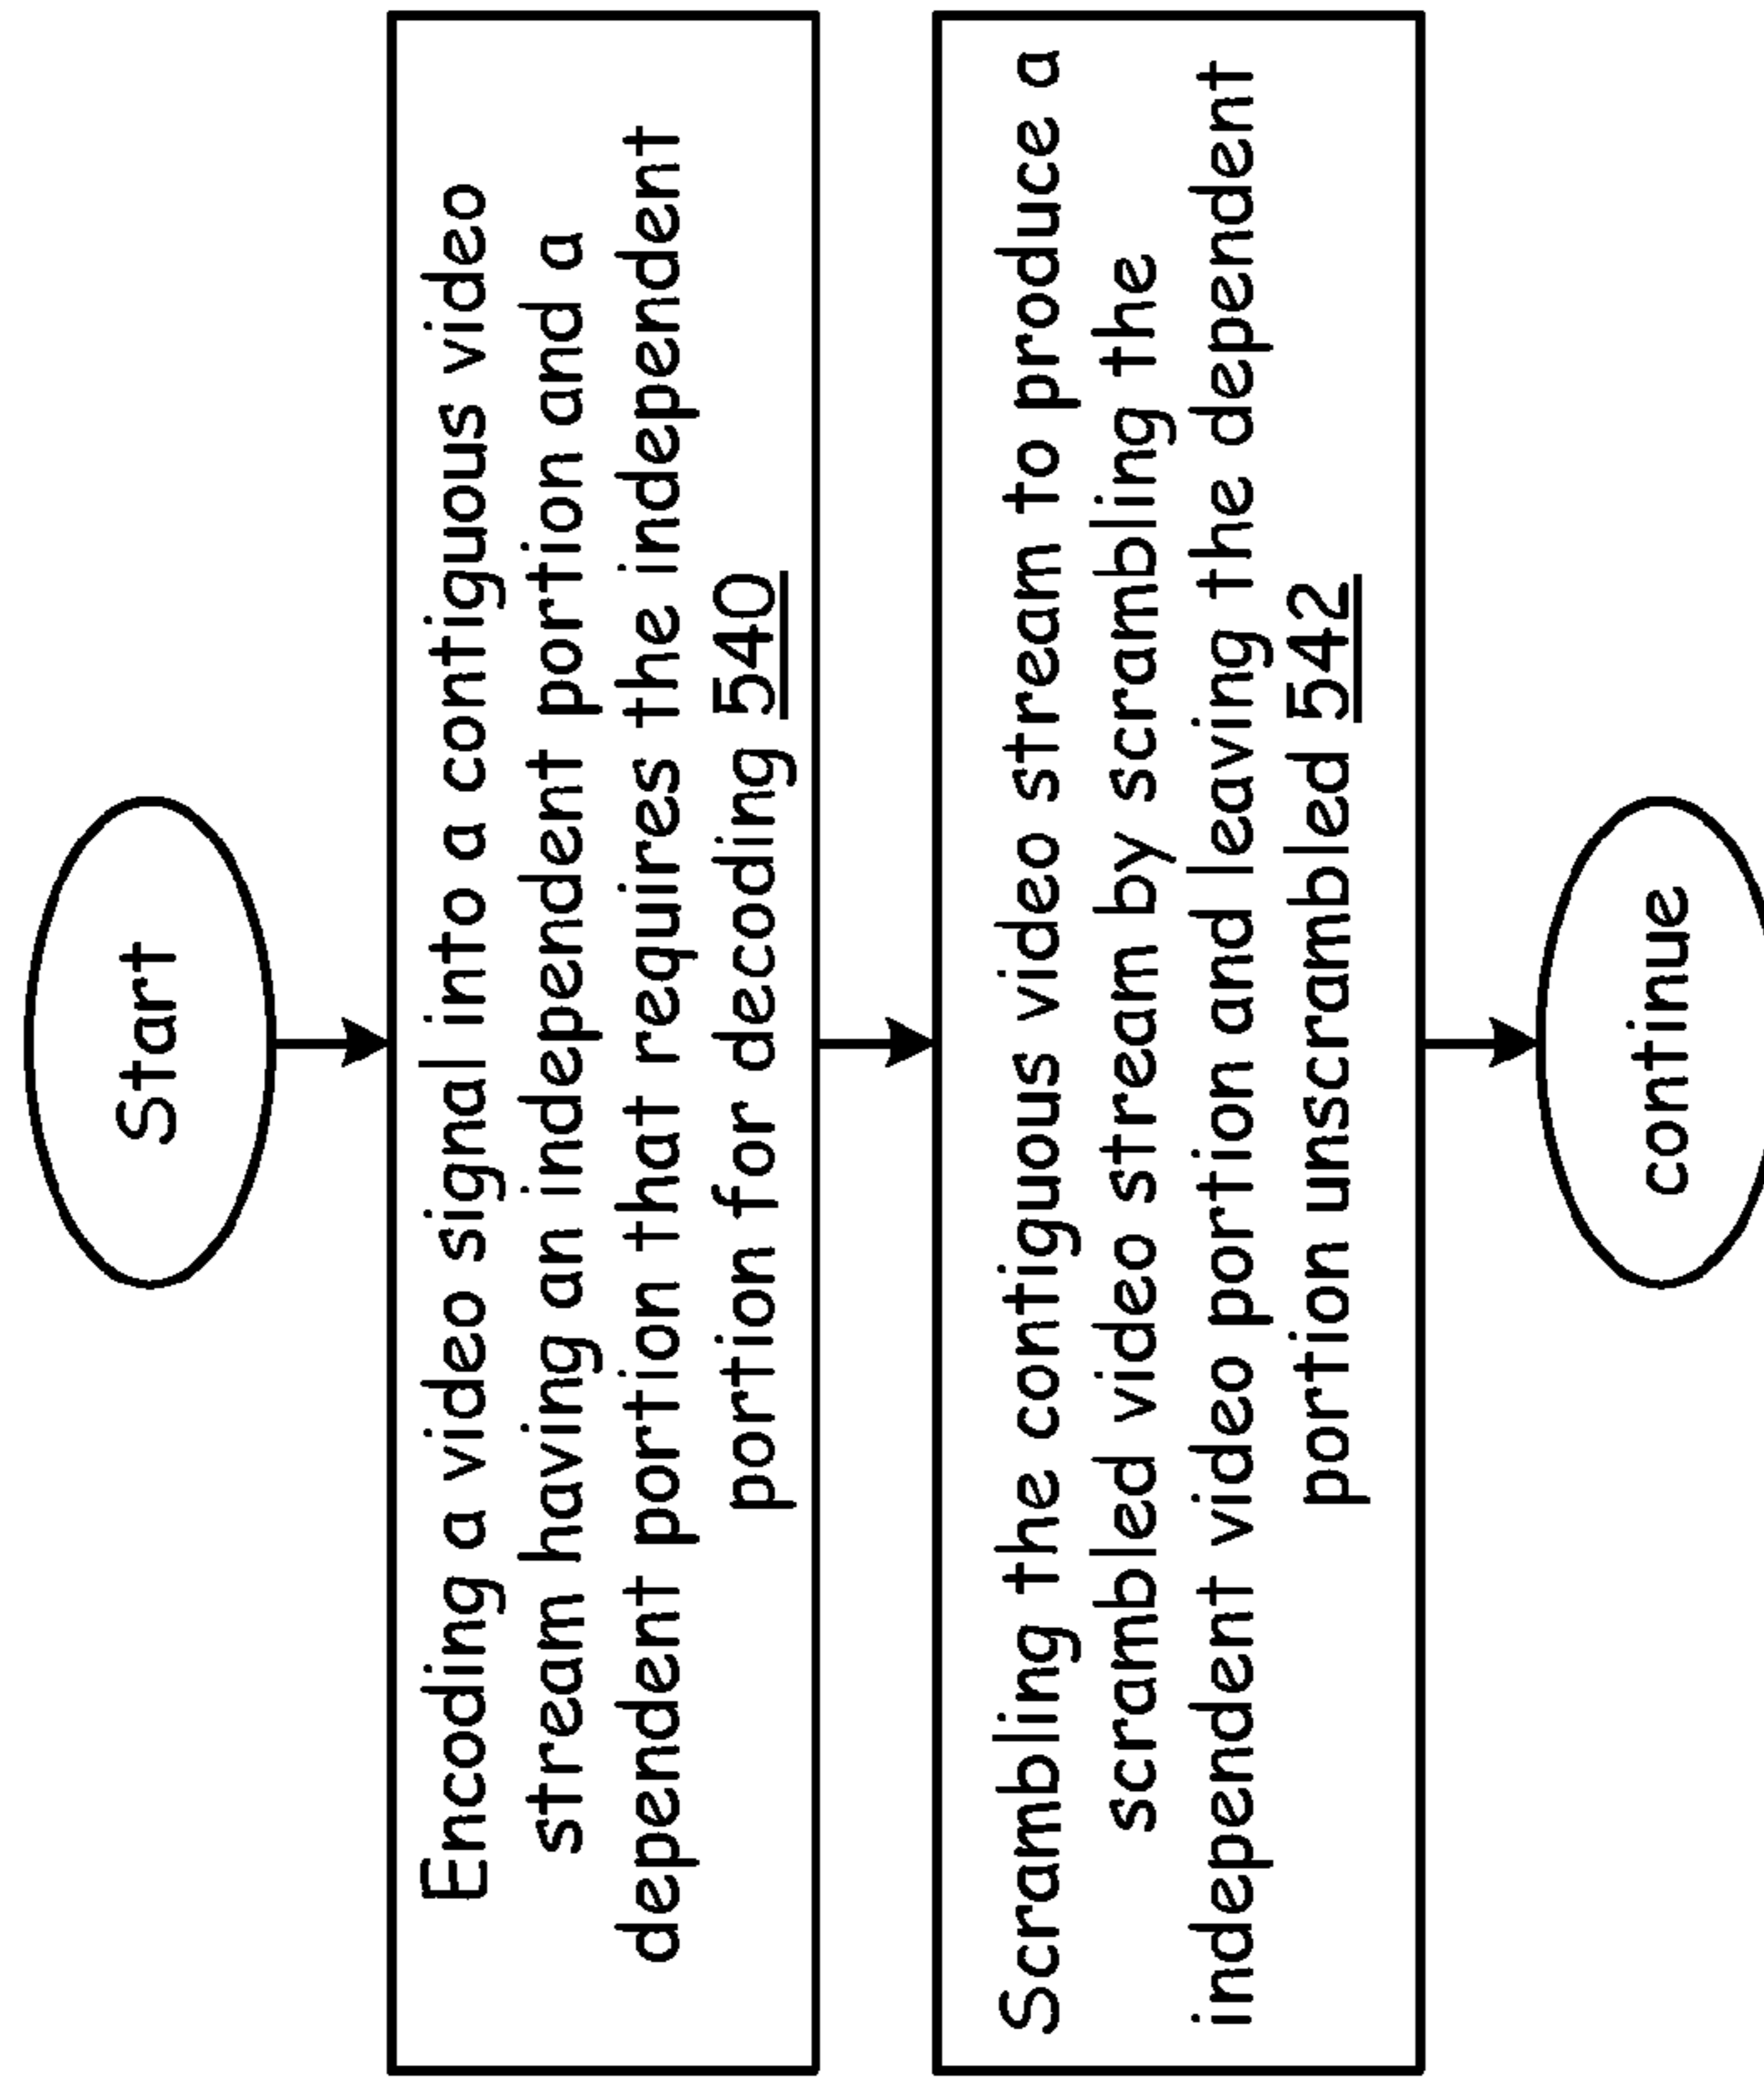 Start
Encoding a video signal into a contiguous video
stream having an independent portion and a
dependent portion that requires the independent
portion for decoding 540
Scrambling the contiguous video stream to produce a
scrambled video stream by scrambling the
independent video portion and leaving the dependent
portion unscrambled 542
continue